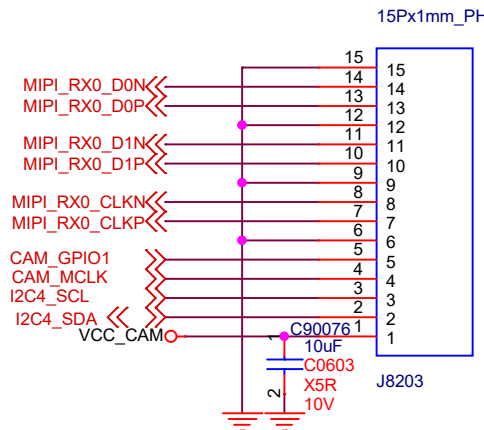 15Px1mm_PH
15 15
MIPI_RX0_D0N 14 14
MIPI_RX0_D0P 13 13
12 12
MIPI_RX0_D1N 11 11
MIPI_RX0_D1P 10 10
9 9
MIPI_RX0_CLKN 8 8
MIPI_RX0_CLKP 7 7
6 6
CAM_GPIO1 5 5
CAM_MCLK 4 4
I2C4_SCL 3 3
I2C4_SDA 2 2
VCC_CAM 1 C90076 1 1
10uF
C0603
X5R J8203
2 10V